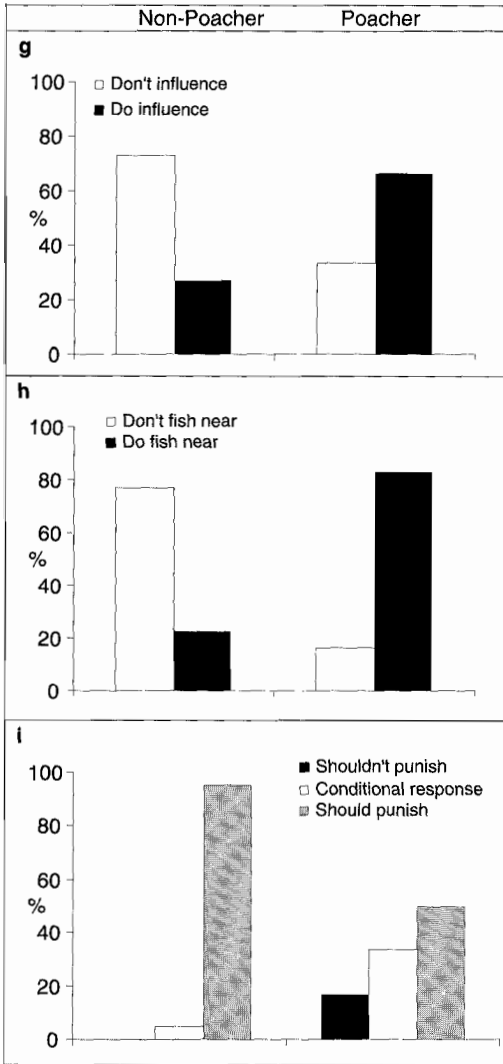 Non-Poacher Poacher
g
□ Don't influence
■ Do influence
100
80
60
%
40
20
0
h
□ Don't fish near
■ Do fish near
100
80
60
%
40
20
0
i
■ Shouldn't punish
□ Conditional response
Should punish
100
80
60
%
40
20
0